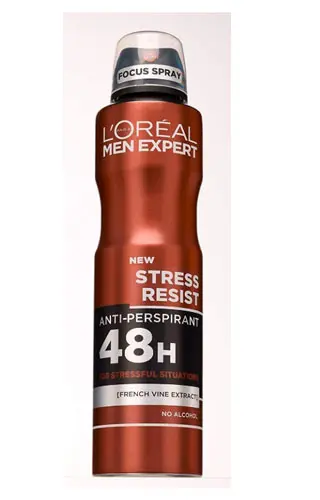 FOCUS SPRAY
L'ORÉAL
PARIS
MEN EXPERT
NEW
STRESS
RESIST
ANTI-PERSPIRANT
48H
FOR STRESSFUL SITUATIONS
[FRENCH VINE EXTRACT]
NO ALCOHOL